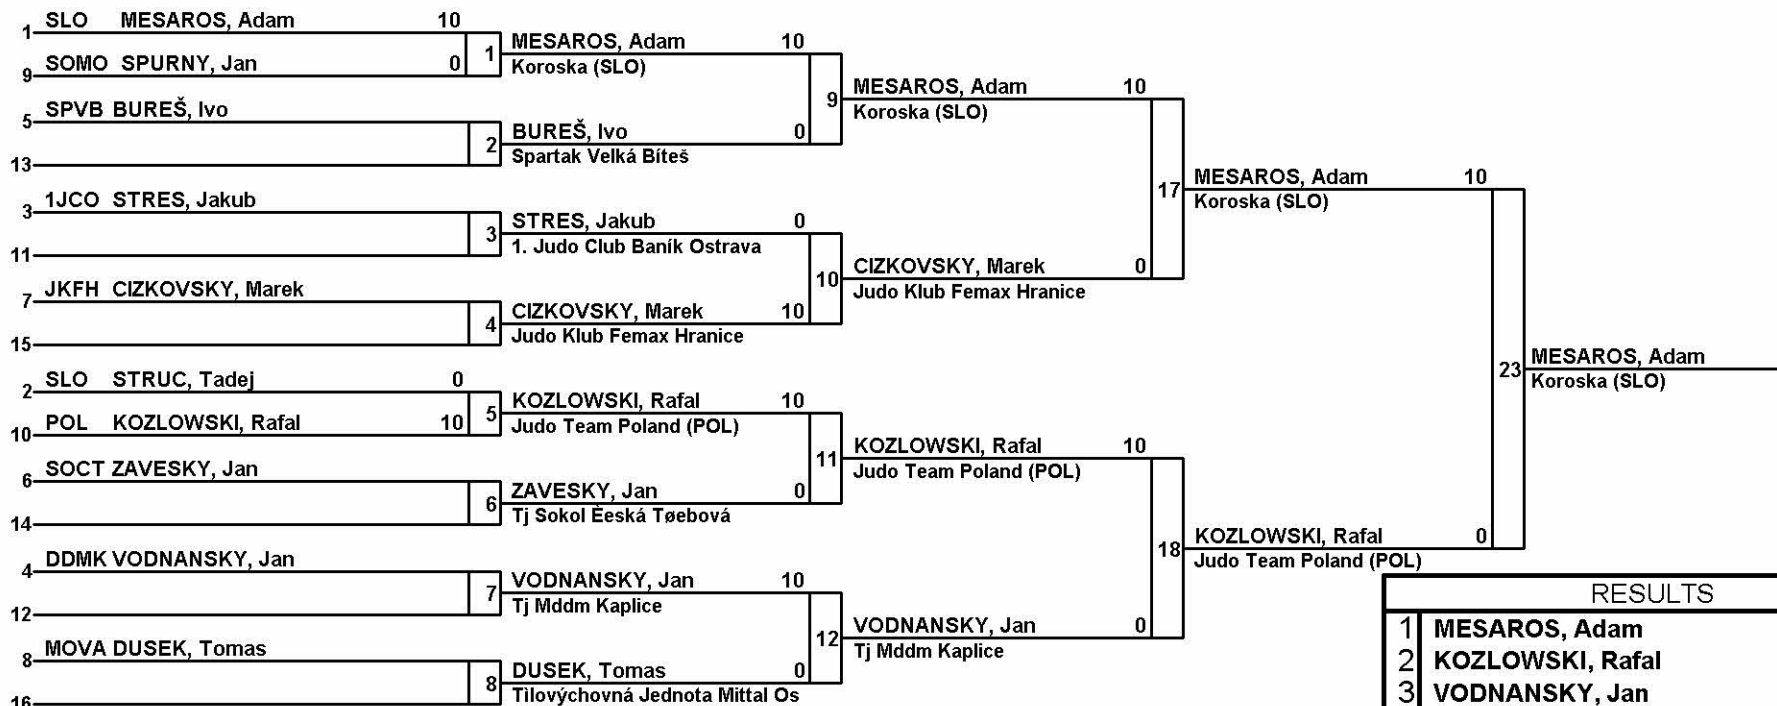 1 SLO MESAROS, Adam 10
9 SOMO SPURNY, Jan 0
1
5 SPVB BUREŠ, Ivo
13
2
3 1JCO STRES, Jakub
11
3
7 JKFH CIZKOVSKY, Marek
15
4
2 SLO STRUC, Tadej 0
10 POL KOZLOWSKI, Rafal 10
5
6 SOCT ZAVESKY, Jan
14
6
4 DDMK VODNANSKY, Jan
12
7
8 MOVA DUSEK, Tomas
16
8
MESAROS, Adam 10
Koroska (SLO)
BUREŠ, Ivo 0
Spartak Velká Bíteš
9
STRES, Jakub 0
1. Judo Club Baník Ostrava
CIZKOVSKY, Marek 10
Judo Klub Femax Hranice
10
KOZLOWSKI, Rafal 10
Judo Team Poland (POL)
ZAVESKY, Jan 0
Tj Sokol Èeská Tøebová
11
VODNANSKY, Jan 10
Tj Mddm Kaplice
DUSEK, Tomas 0
Tìlovýchovná Jednota Mittal Os
12
MESAROS, Adam 10
Koroska (SLO)
CIZKOVSKY, Marek 0
Judo Klub Femax Hranice
17
KOZLOWSKI, Rafal 10
Judo Team Poland (POL)
VODNANSKY, Jan 0
Tj Mddm Kaplice
18
MESAROS, Adam 10
Koroska (SLO)
KOZLOWSKI, Rafal 0
Judo Team Poland (POL)
23
MESAROS, Adam
Koroska (SLO)
RESULTS
1 MESAROS, Adam
2 KOZLOWSKI, Rafal
3 VODNANSKY, Jan